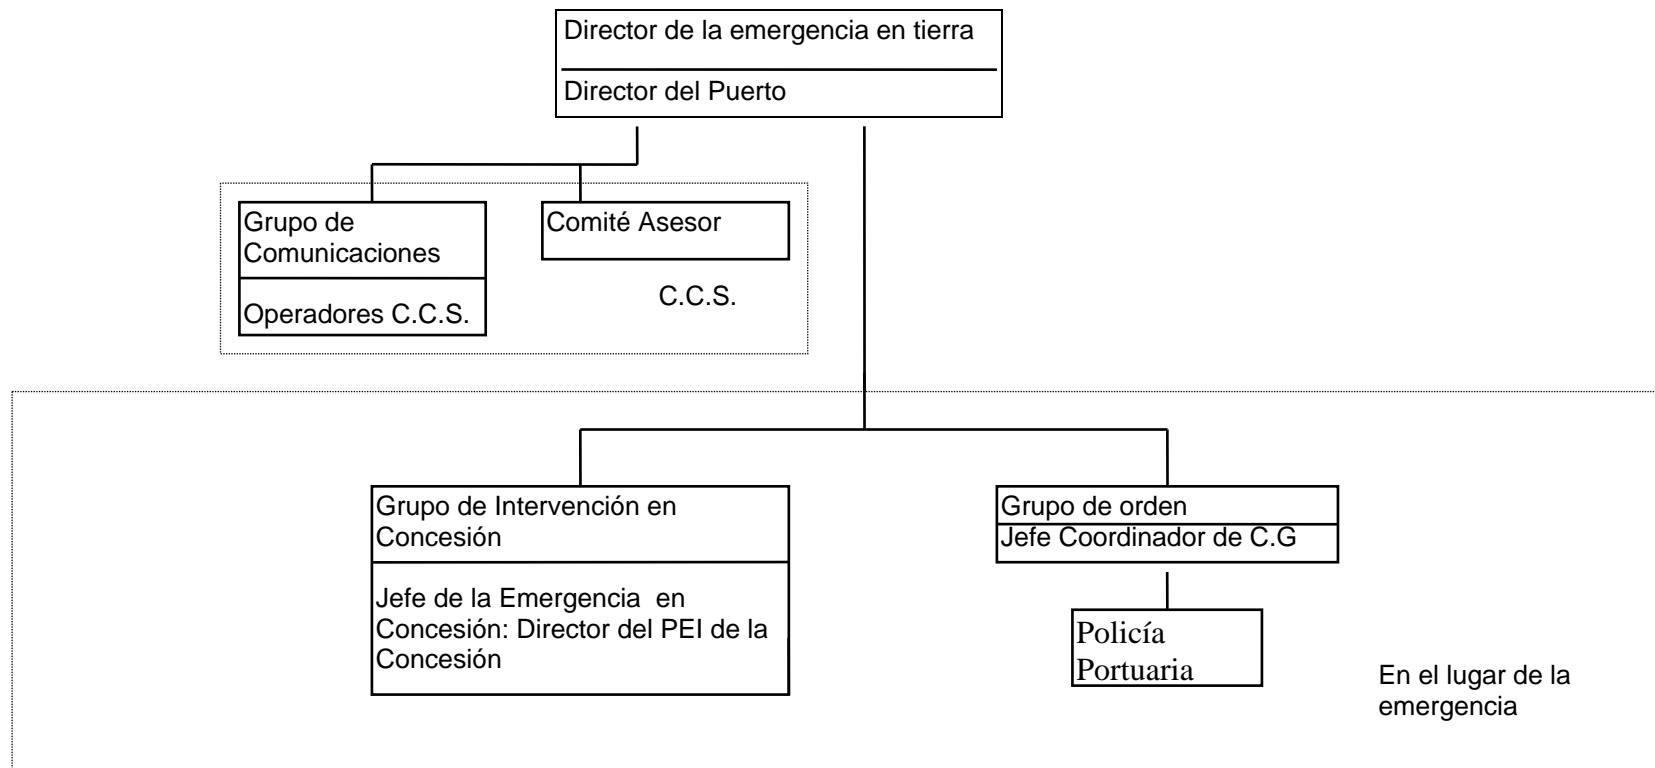 Director de la emergencia en tierra
Director del Puerto
Grupo de
Comunicaciones
Operadores C.C.S.
Comité Asesor
C.C.S.
Grupo de Intervención en
Concesión
Jefe de la Emergencia en
Concesión: Director del PEI de la
Concesión
Grupo de orden
Jefe Coordinador de C.G
Policía
Portuaria
En el lugar de la
emergencia